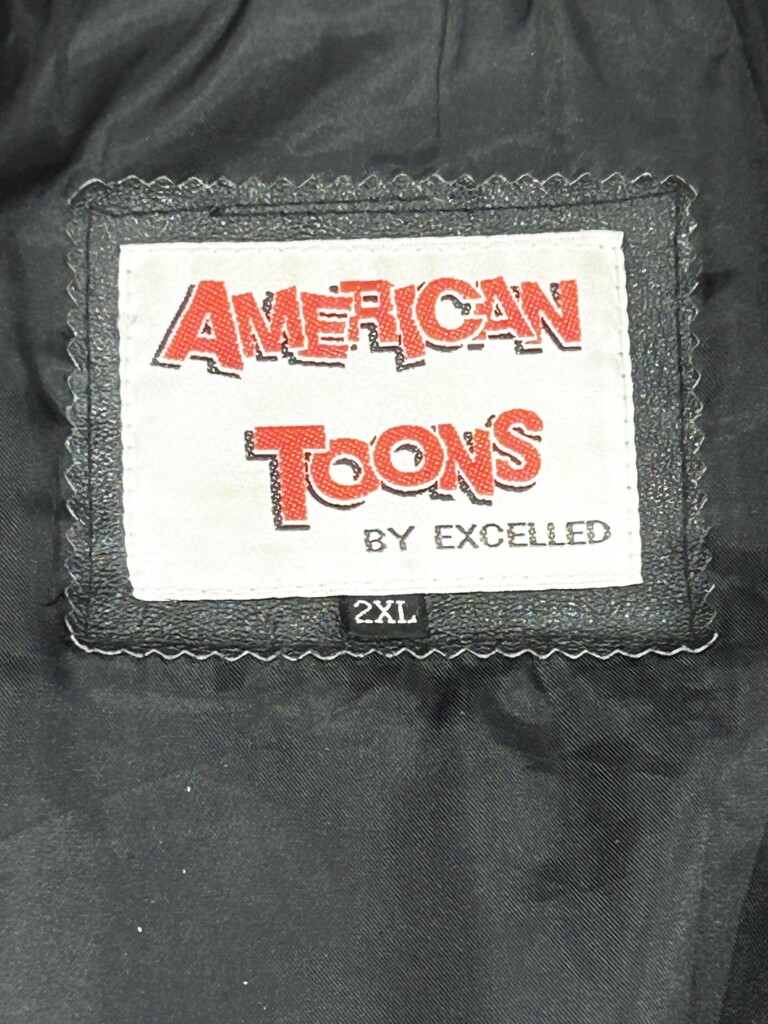 AMERICAN
TOONS
BY EXCELLED
2XL